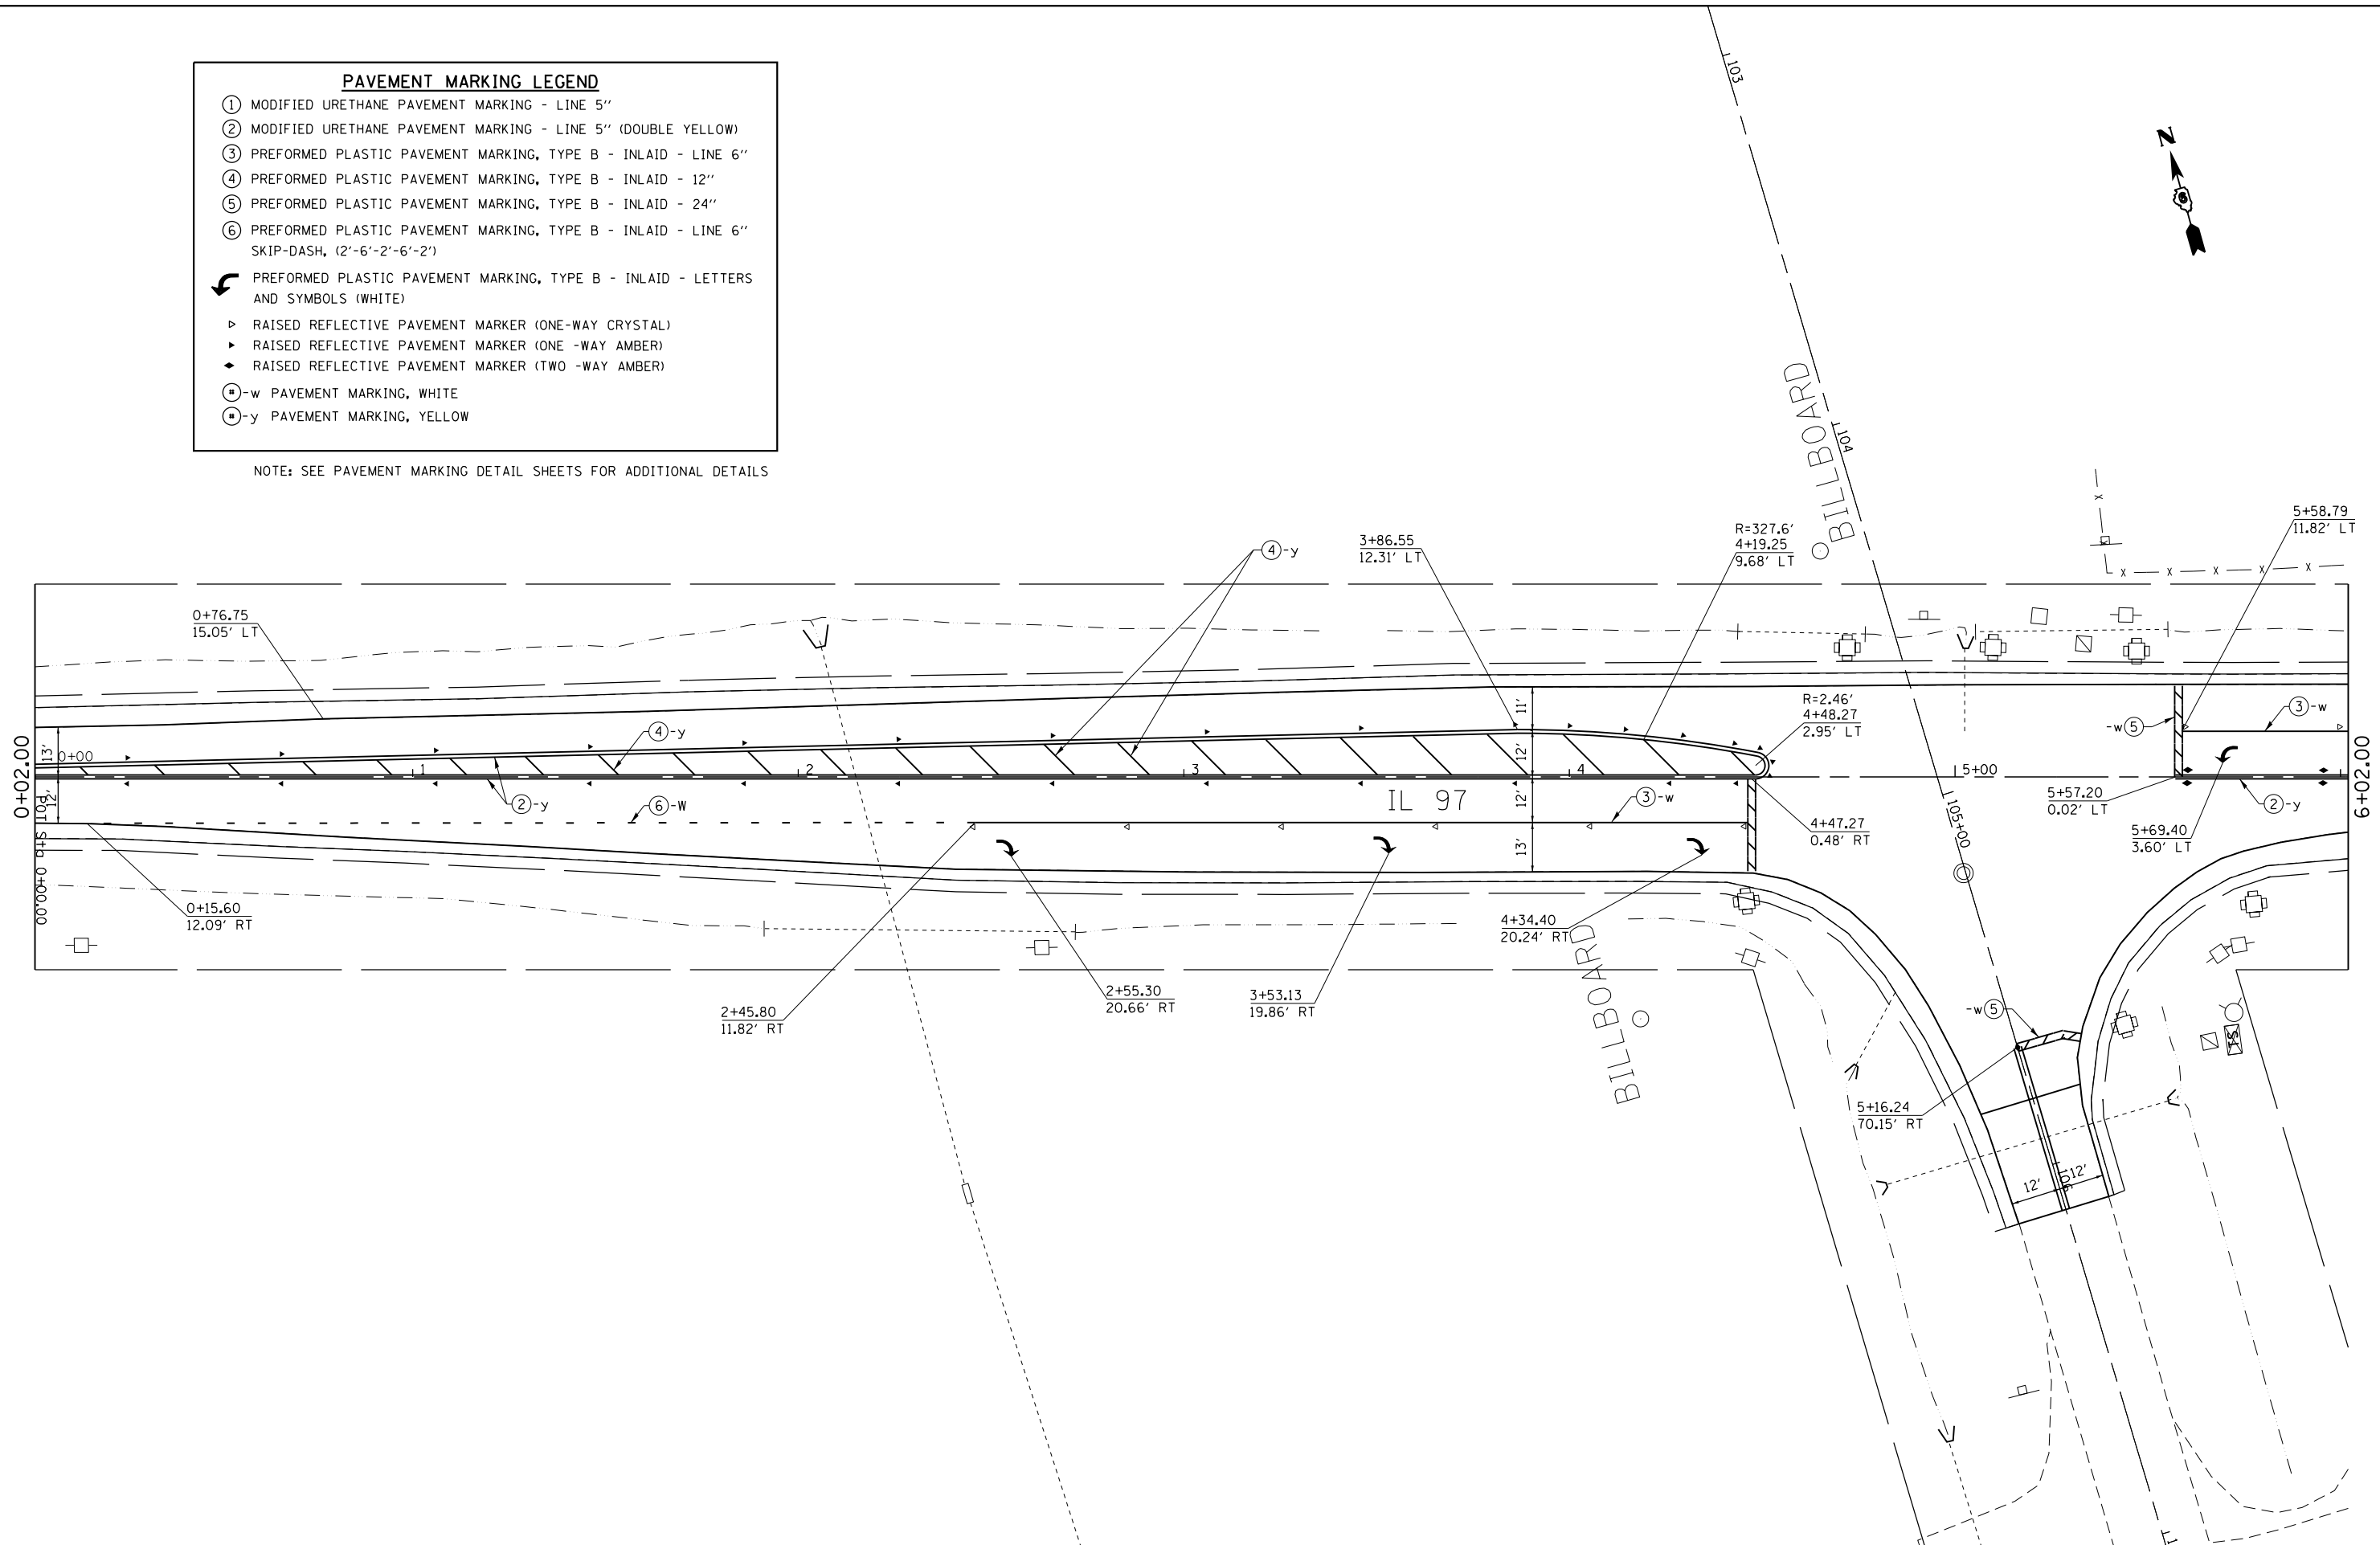 PAVEMENT MARKING LEGEND
① MODIFIED URETHANE PAVEMENT MARKING - LINE 5''
② MODIFIED URETHANE PAVEMENT MARKING - LINE 5'' (DOUBLE YELLOW)
③ PREFORMED PLASTIC PAVEMENT MARKING, TYPE B - INLAID - LINE 6''
④ PREFORMED PLASTIC PAVEMENT MARKING, TYPE B - INLAID - 12''
⑤ PREFORMED PLASTIC PAVEMENT MARKING, TYPE B - INLAID - 24''
⑥ PREFORMED PLASTIC PAVEMENT MARKING, TYPE B - INLAID - LINE 6''
SKIP-DASH, (2'-6'-2'-6'-2')
PREFORMED PLASTIC PAVEMENT MARKING, TYPE B - INLAID - LETTERS
AND SYMBOLS (WHITE)
RAISED REFLECTIVE PAVEMENT MARKER (ONE-WAY CRYSTAL)
RAISED REFLECTIVE PAVEMENT MARKER (ONE -WAY AMBER)
RAISED REFLECTIVE PAVEMENT MARKER (TWO -WAY AMBER)
-w PAVEMENT MARKING, WHITE
-y PAVEMENT MARKING, YELLOW
NOTE: SEE PAVEMENT MARKING DETAIL SHEETS FOR ADDITIONAL DETAILS
103
N
104
BILLBOARD
5+58.79
11.82' LT
R=327.6'
4+19.25
9.68' LT
3+86.55
12.31' LT
④-y
0+76.75
15.05' LT
④-y
R=2.46'
4+48.27
2.95' LT
11'
12'
12'
13'
-w⑤
③-w
0+02.00
13'
12'
0+00
1
2
3
4
5+00
6+02.00
POT Sta 0+00.00
②-y
⑥-W
IL 97
③-w
4+47.27
0.48' RT
105+00
5+57.20
0.02' LT
②-y
5+69.40
3.60' LT
0+15.60
12.09' RT
4+34.40
20.24' RT
2+45.80
11.82' RT
2+55.30
20.66' RT
3+53.13
19.86' RT
BILLBOARD
-w⑤
TS
5+16.24
70.15' RT
12'
106
12'